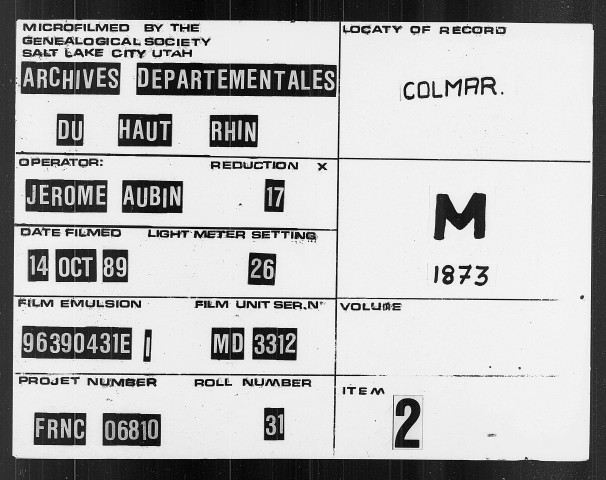 MICROFILMED BY THE
GENEALOGICAL SOCIETY
SALT LAKE CITY UTAH
ARCHIVES DEPARTEMENTALES
DU HAUT RHIN
LOCATY OF RECORD
COLMAR.
OPERATOR: REDUCTION X
JEROME AUBIN 17
M
1873
DATE FILMED LIGHT METER SETTING
14 OCT 89 26
FILM EMULSION FILM UNIT SER.N°
96390431E I MD 3312
VOLUME
PROJET NUMBER ROLL NUMBER
FRNC 06810 31
ITEM
2